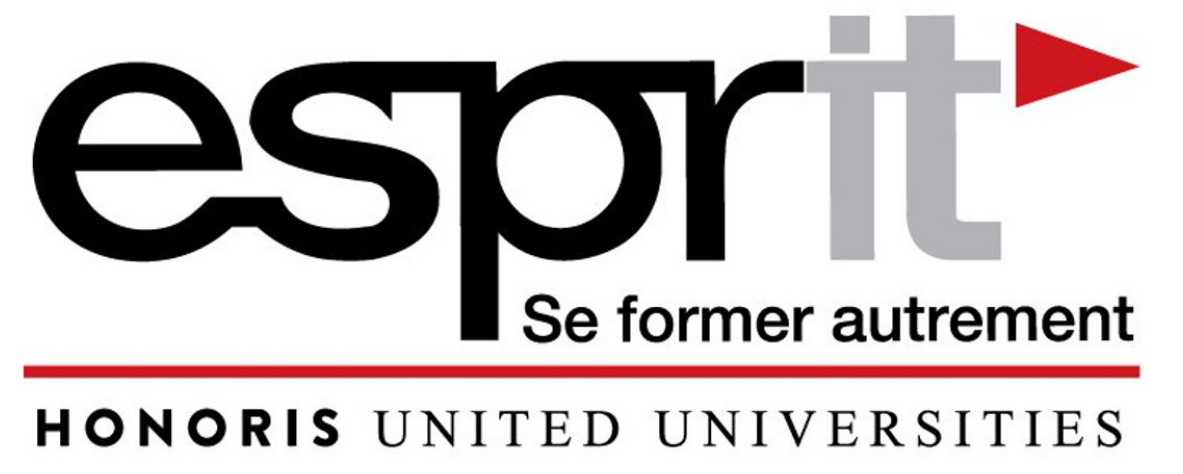 esprit
Se former autrement
HONORIS UNITED UNIVERSITIES